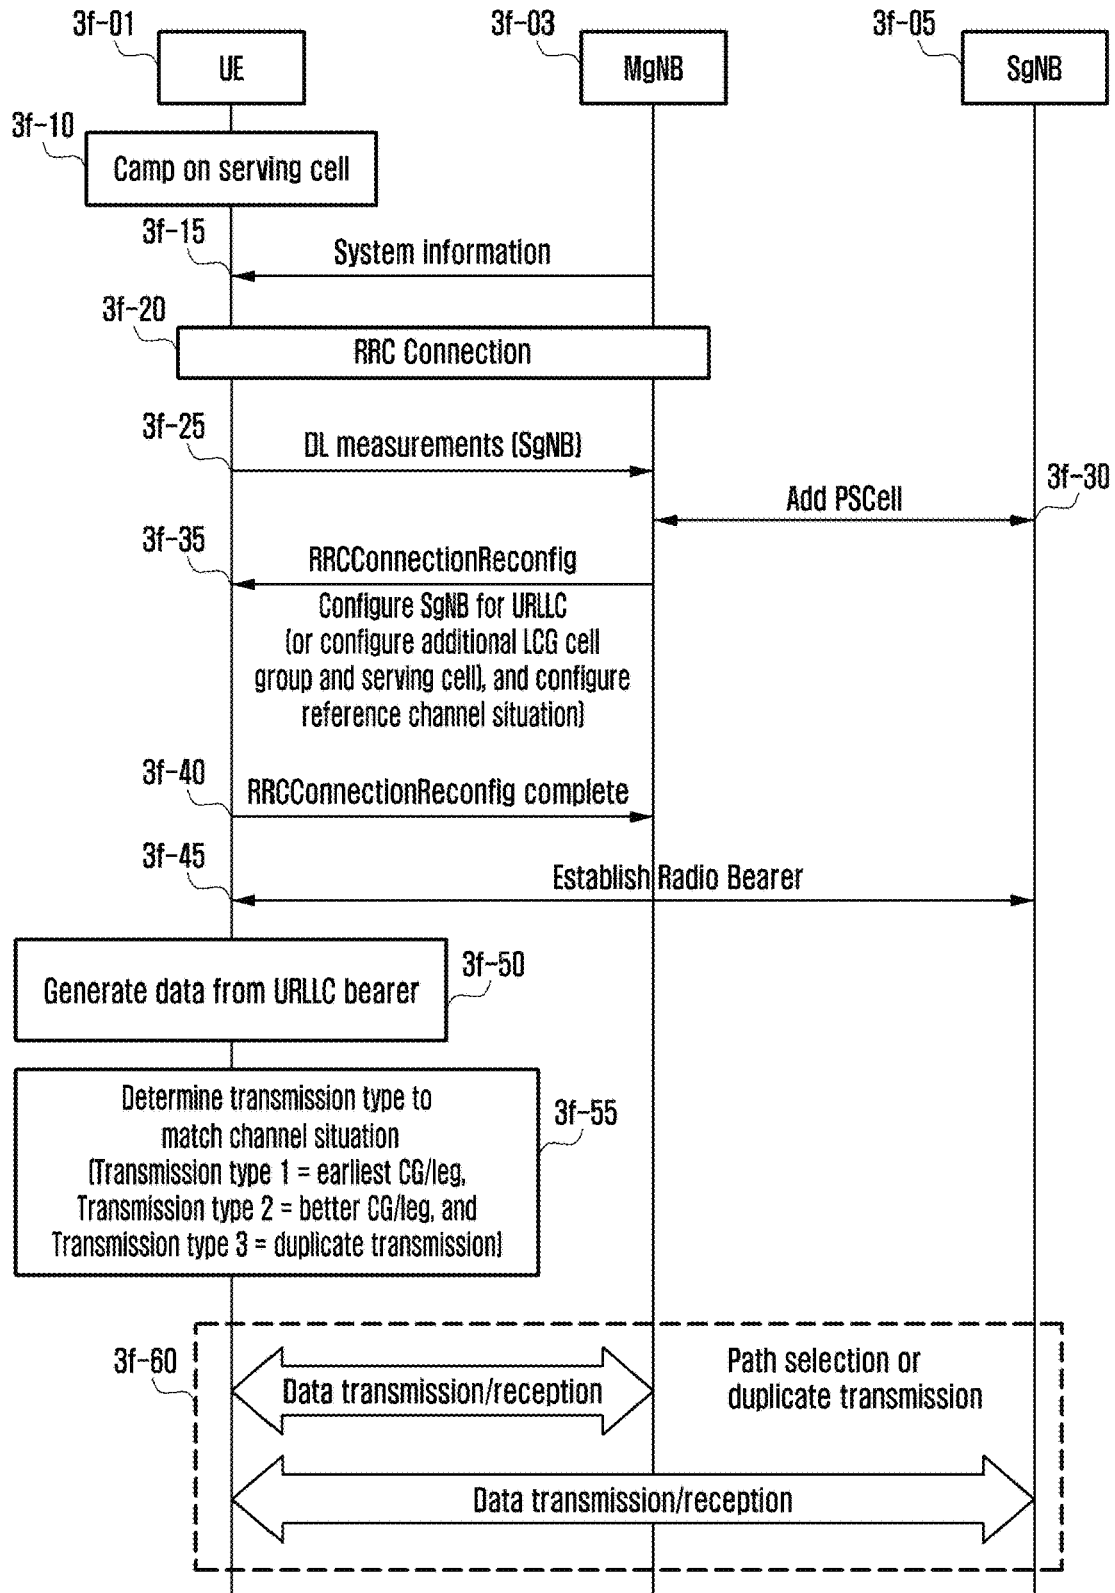 3f-01
3f-03
3f-05
UE
MgNB
SgNB
3f-10
Camp on serving cell
3f-15
System information
3f-20
RRC Connection
3f-25
DL measurements (SgNB)
3f-30
Add PSCell
3f-35
RRCConnectionReconfig
Configure SgNB for URLLC
(or configure additional LCG cell
group and serving cell), and configure
reference channel situation)
3f-40
RRCConnectionReconfig complete
3f-45
Establish Radio Bearer
3f-50
Generate data from URLLC bearer
3f-55
Determine transmission type to
match channel situation
(Transmission type 1 = earliest CG/leg,
Transmission type 2 = better CG/leg, and
Transmission type 3 = duplicate transmission)
3f-60
Data transmission/reception
Path selection or
duplicate transmission
Data transmission/reception